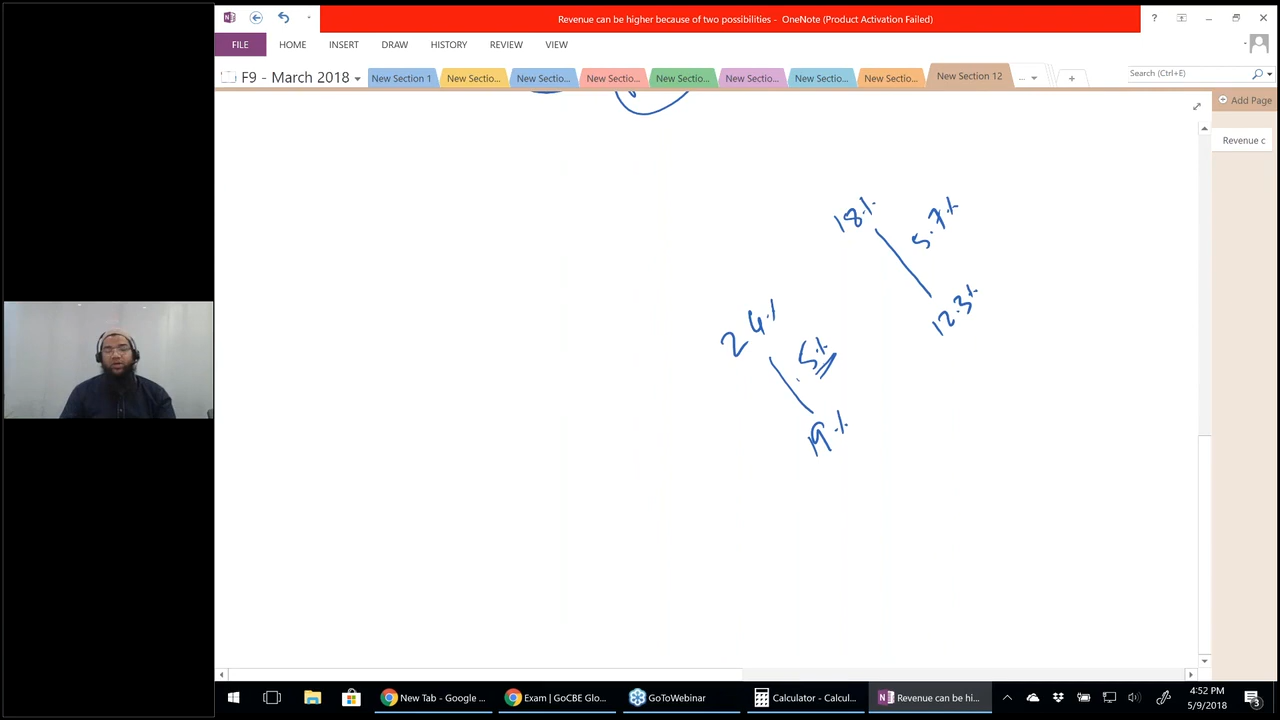 Revenue can be higher because of two possibilities - OneNote (Product Activation Failed)
?
FILE HOME INSERT DRAW HISTORY REVIEW VIEW
F9 - March 2018 New Section 1 New Sectio... New Sectio... New Sectio... New Sectio... New Sectio... New Sectio... New Sectio... New Section 12 ... +
Search (Ctrl+E)
Add Page
Revenue c
18% 5.7%
12.3%
24% 5%
19%
New Tab - Google ... Exam | GoCBE Glo... GoToWebinar Calculator - Calcul... Revenue can be hi...
4:52 PM
5/9/2018
3